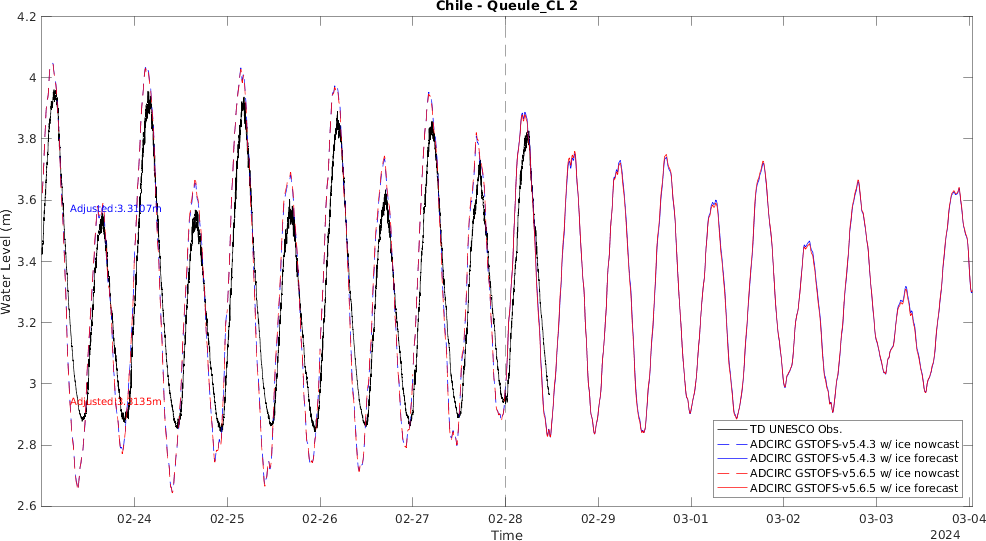 Chile - Queule_CL 2
4.2
4
3.8
3.6
3.4
3.2
3
2.8
2.6
Water Level (m)
Adjusted:3.3107m
Adjusted:3.3135m
TD UNESCO Obs.
ADCIRC GSTOFS-v5.4.3 w/ ice nowcast
ADCIRC GSTOFS-v5.4.3 w/ ice forecast
ADCIRC GSTOFS-v5.6.5 w/ ice nowcast
ADCIRC GSTOFS-v5.6.5 w/ ice forecast
02-24 02-25 02-26 02-27 02-28 02-29 03-01 03-02 03-03 03-04
Time
2024